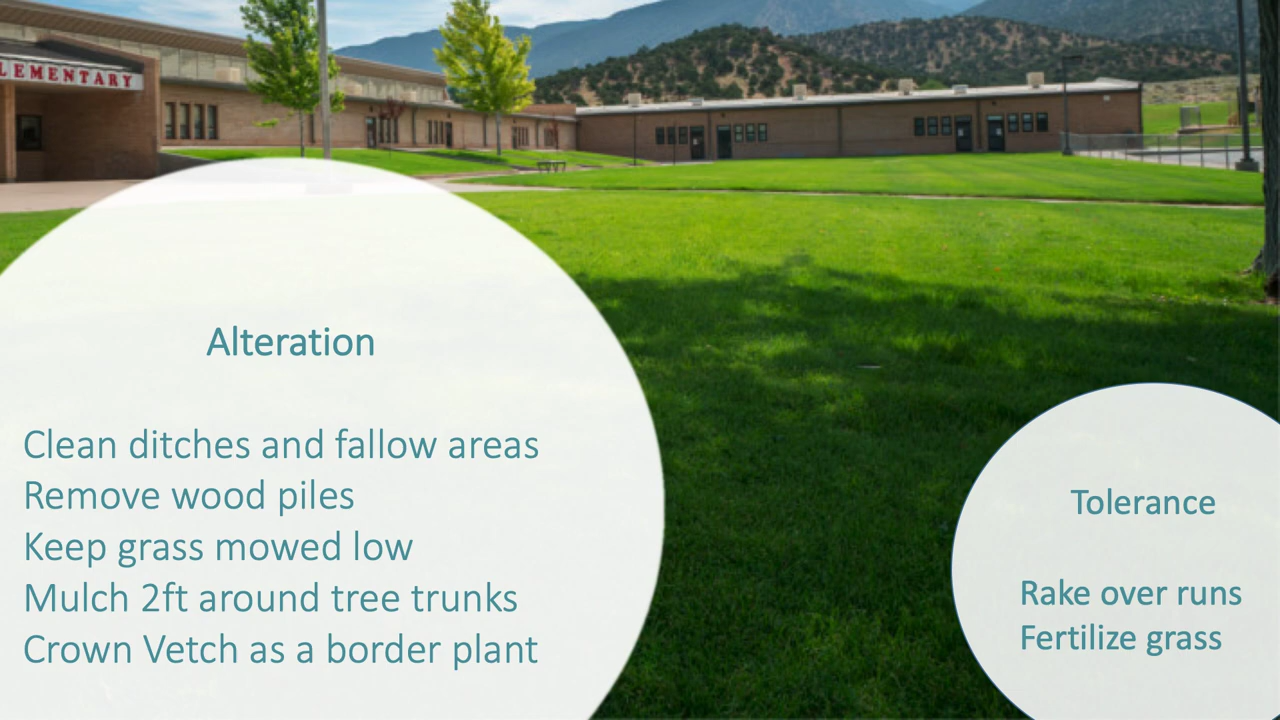 LEMENTARY
Alteration
Clean ditches and fallow areas
Remove wood piles
Keep grass mowed low
Mulch 2ft around tree trunks
Crown Vetch as a border plant
Tolerance
Rake over runs
Fertilize grass